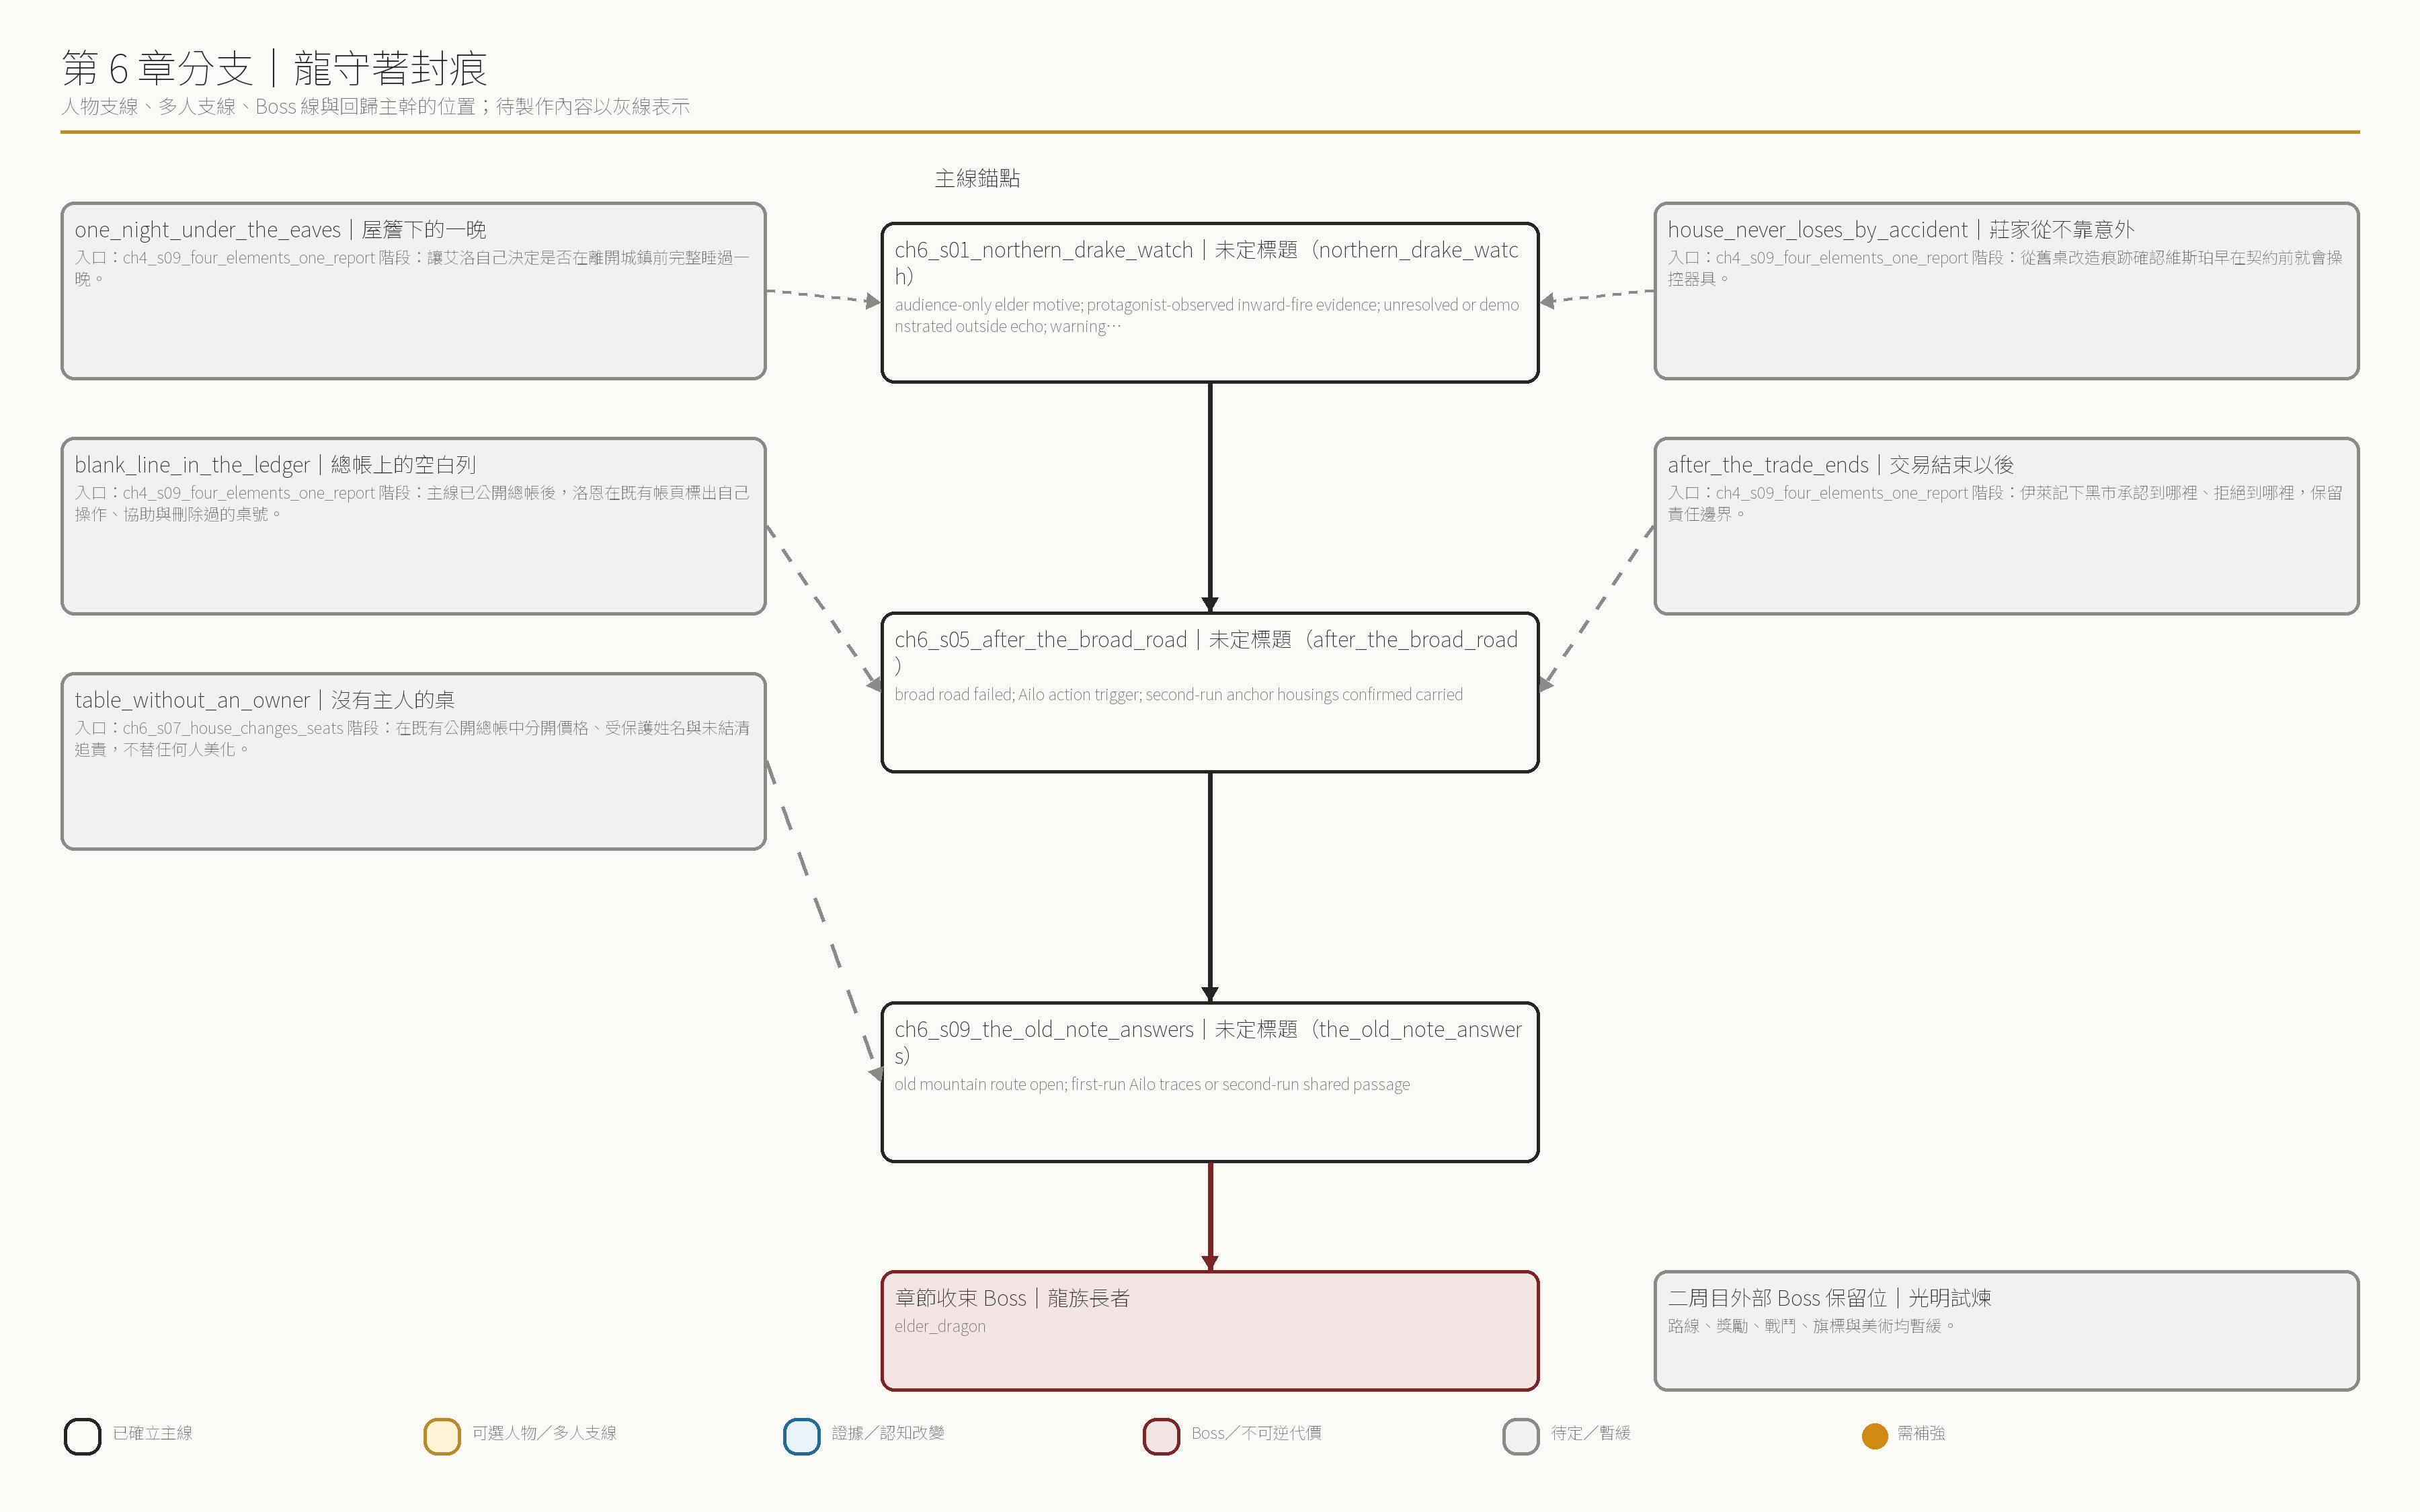 第 6 章分支｜龍守著封痕
人物支線、多人支線、Boss 線與回歸主幹的位置；待製作內容以灰線表示
主線錨點
one_night_under_the_eaves｜屋簷下的一晚
入口：ch4_s09_four_elements_one_report 階段：讓艾洛自己決定是否在離開城鎮前完整睡過一
晚。
ch6_s01_northern_drake_watch｜未定標題（northern_drake_watc
h）
audience-only elder motive; protagonist-observed inward-fire evidence; unresolved or demo
nstrated outside echo; warning…
house_never_loses_by_accident｜莊家從不靠意外
入口：ch4_s09_four_elements_one_report 階段：從舊桌改造痕跡確認維斯珀早在契約前就會操
控器具。
blank_line_in_the_ledger｜總帳上的空白列
入口：ch4_s09_four_elements_one_report 階段：主線已公開總帳後，洛恩在既有帳頁標出自己
操作、協助與刪除過的桌號。
after_the_trade_ends｜交易結束以後
入口：ch4_s09_four_elements_one_report 階段：伊萊記下黑市承認到哪裡、拒絕到哪裡，保留
責任邊界。
ch6_s05_after_the_broad_road｜未定標題（after_the_broad_road
）
broad road failed; Ailo action trigger; second-run anchor housings confirmed carried
table_without_an_owner｜沒有主人的桌
入口：ch6_s07_house_changes_seats 階段：在既有公開總帳中分開價格、受保護姓名與未結清
追責，不替任何人美化。
ch6_s09_the_old_note_answers｜未定標題（the_old_note_answer
s）
old mountain route open; first-run Ailo traces or second-run shared passage
章節收束 Boss｜龍族長者
elder_dragon
二周目外部 Boss 保留位｜光明試煉
路線、獎勵、戰鬥、旗標與美術均暫緩。
已確立主線
可選人物／多人支線
證據／認知改變
Boss／不可逆代價
待定／暫緩
需補強